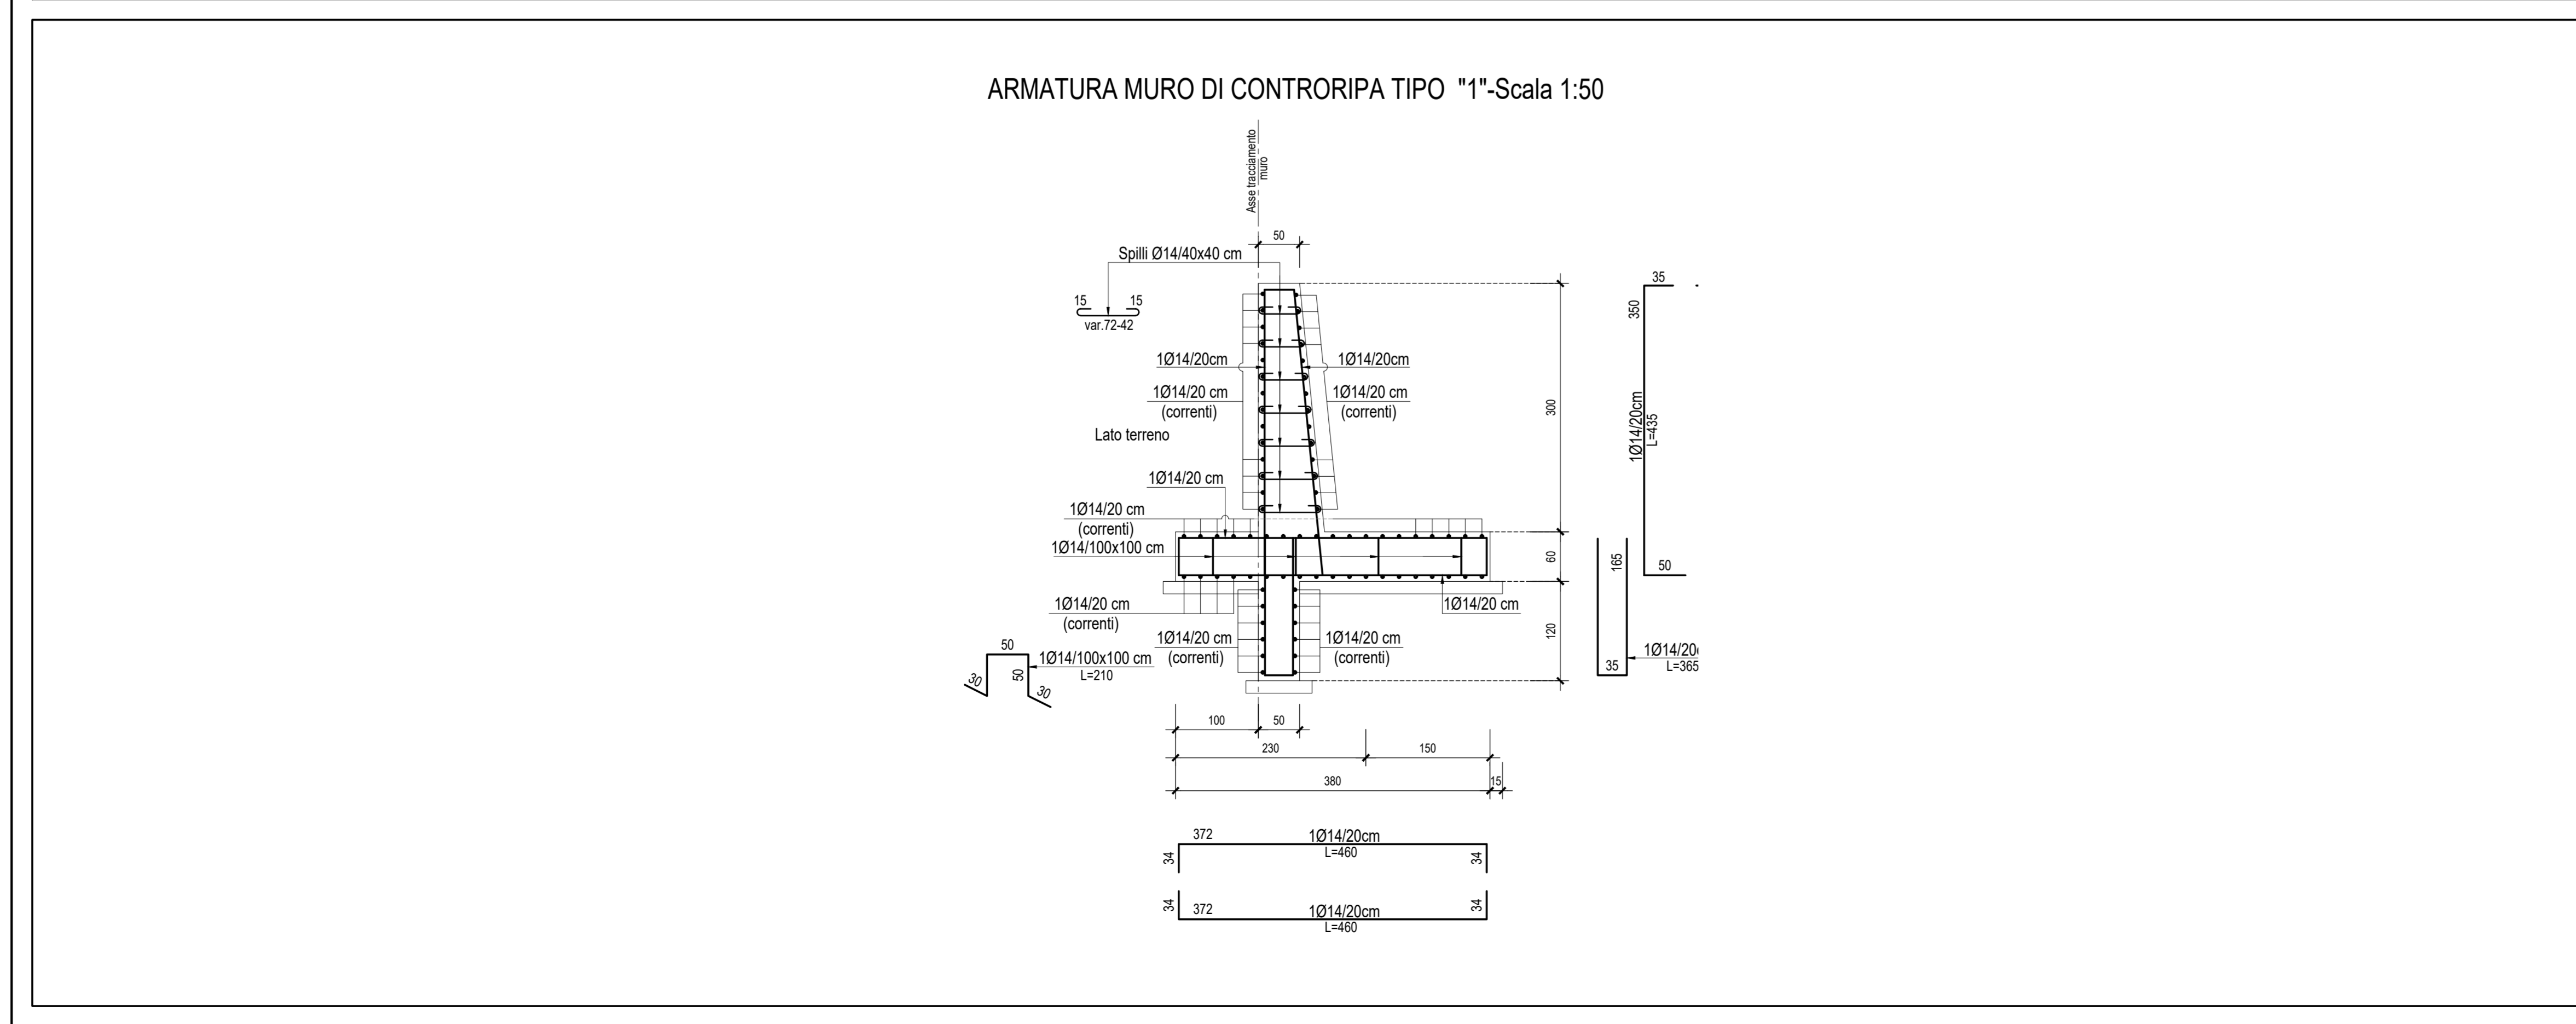 ARMATURA MURO DI CONTRORIPA TIPO "1"-Scala 1:50
Asse tracciamento
muro
50
Spilli Ø14/40x40 cm
15
15
var.72-42
35
350
1Ø14/20cm
L=435
50
1Ø14/20cm
1Ø14/20cm
1Ø14/20 cm
(correnti)
1Ø14/20 cm
(correnti)
300
Lato terreno
1Ø14/20 cm
1Ø14/20 cm
(correnti)
1Ø14/100x100 cm
60
165
1Ø14/20 cm
(correnti)
1Ø14/20 cm
120
1Ø14/20 cm
(correnti)
1Ø14/20 cm
(correnti)
50
1Ø14/100x100 cm
L=210
50
30
30
35
1Ø14/20
L=365
100
50
230
150
380
15
372
1Ø14/20cm
L=460
34
34
34
34
372
1Ø14/20cm
L=460